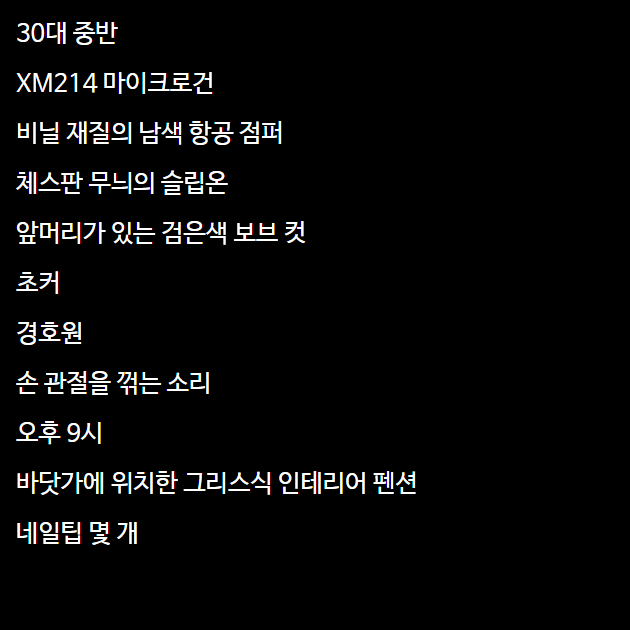 30대 중반
XM214 마이크로건
비닐 재질의 남색 항공 점퍼
체스판 무늬의 슬립온
앞머리가 있는 검은색 보브 컷
초커
경호원
손 관절을 꺾는 소리
오후 9시
바닷가에 위치한 그리스식 인테리어 펜션
네일팁 몇 개